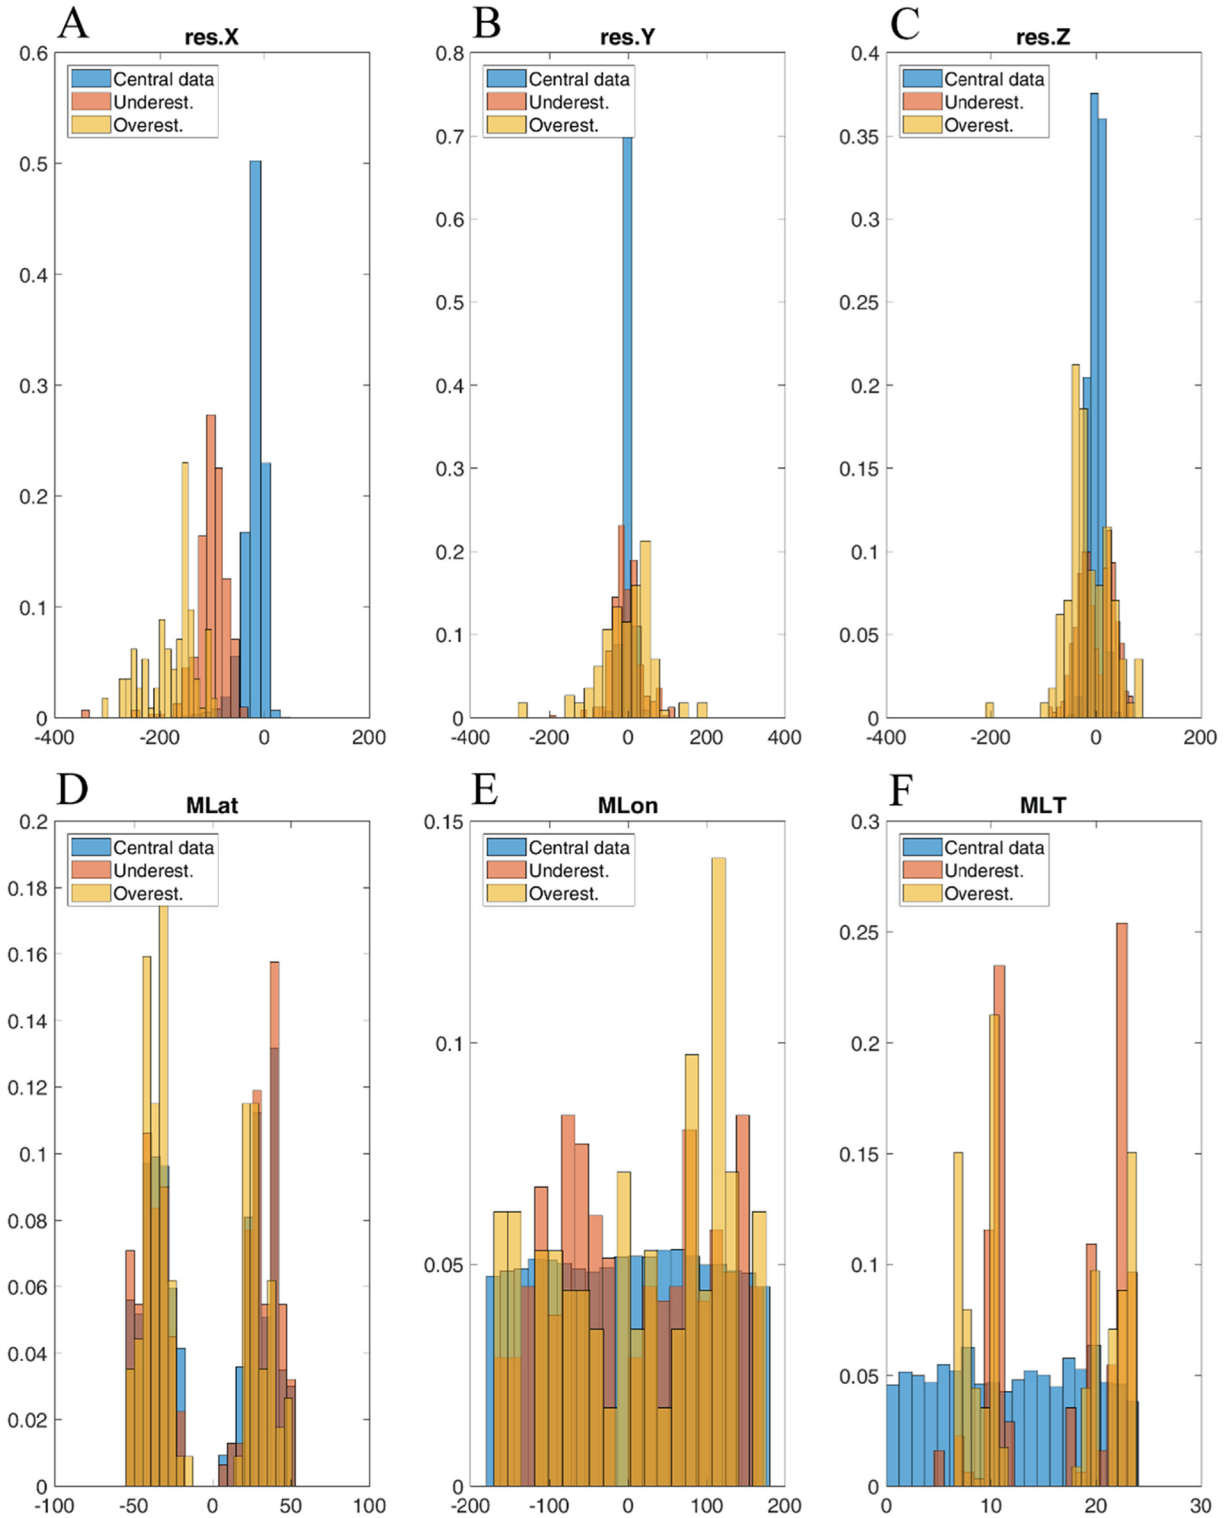 A
res.X
Central data
Underest.
Overest.
0.6
0.5
0.4
0.3
0.2
0.1
0
-400 -200 0 200
B
res.Y
Central data
Underest.
Overest.
0.8
0.7
0.6
0.5
0.4
0.3
0.2
0.1
0
-400 -200 0 200 400
C
res.Z
Central data
Underest.
Overest.
0.4
0.35
0.3
0.25
0.2
0.15
0.1
0.05
0
-400 -200 0 200
D
MLat
Central data
Underest.
Overest.
0.2
0.18
0.16
0.14
0.12
0.1
0.08
0.06
0.04
0.02
0
-100 -50 0 50 100
E
MLon
Central data
Underest.
Overest.
0.15
0.1
0.05
0
-200 -100 0 100 200
F
MLT
Central data
Underest.
Overest.
0.3
0.25
0.2
0.15
0.1
0.05
0
0 10 20 30